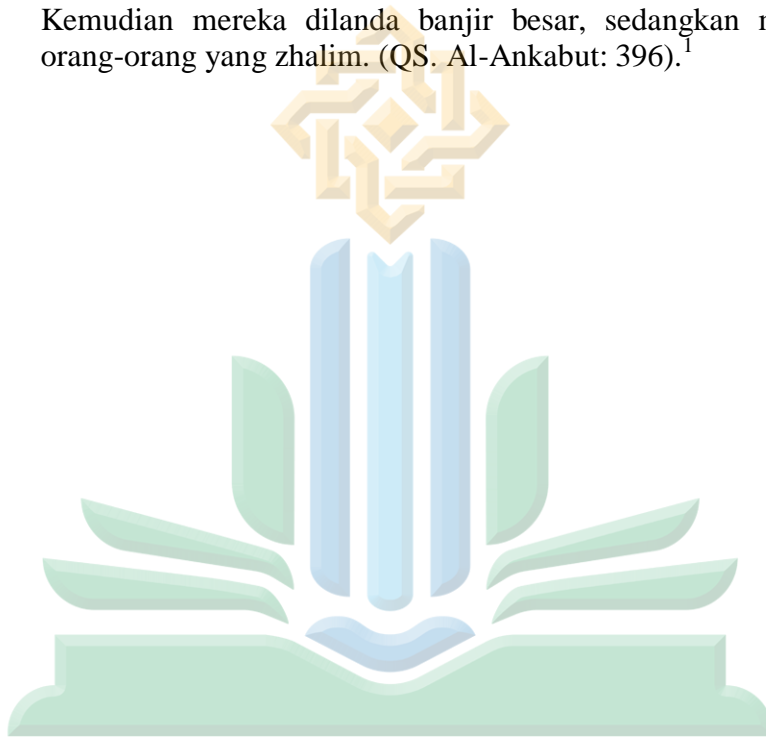 Kemudian mereka dilanda banjir besar, sedangkan
orang-orang yang zhalim. (QS. Al-Ankabut: 396).¹